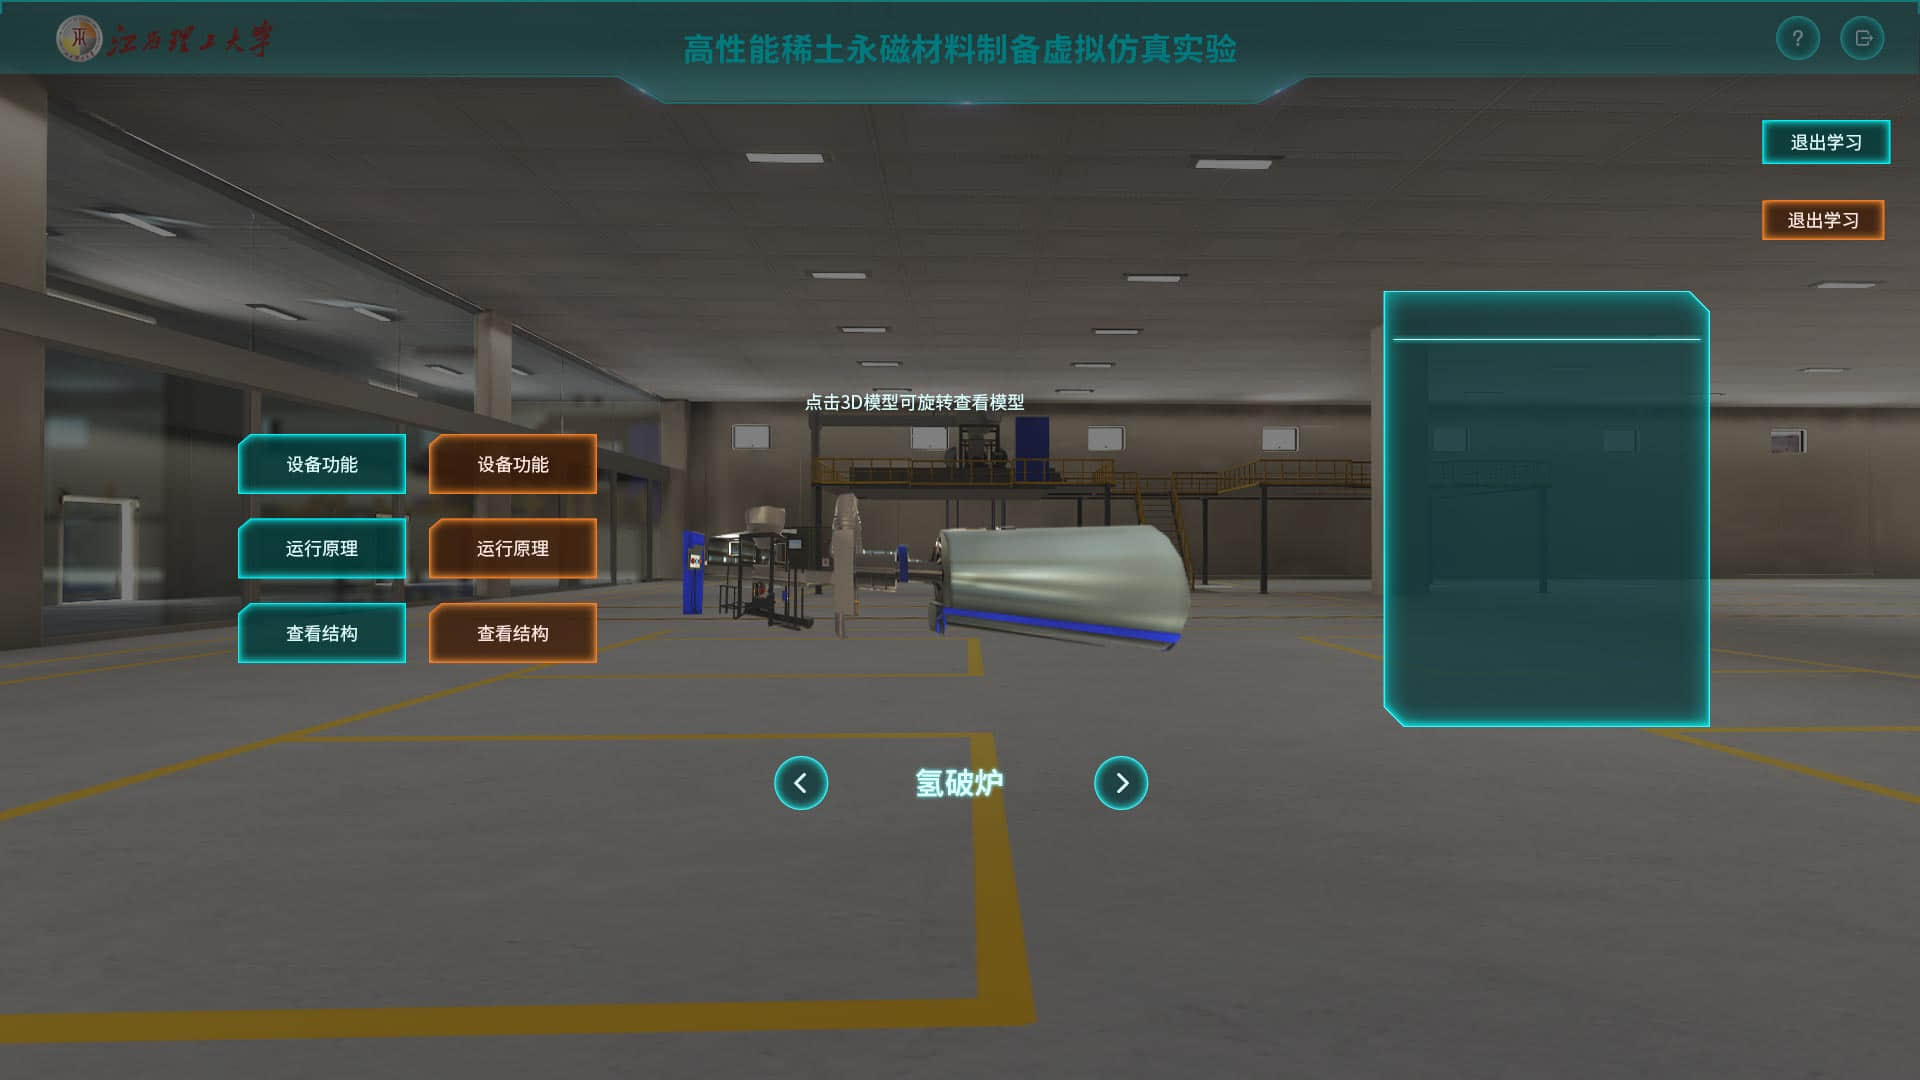 江西理工大学
高性能稀土永磁材料制备虚拟仿真实验
?
退出学习
退出学习
点击3D模型可旋转查看模型
设备功能
设备功能
运行原理
运行原理
查看结构
查看结构
氢破炉